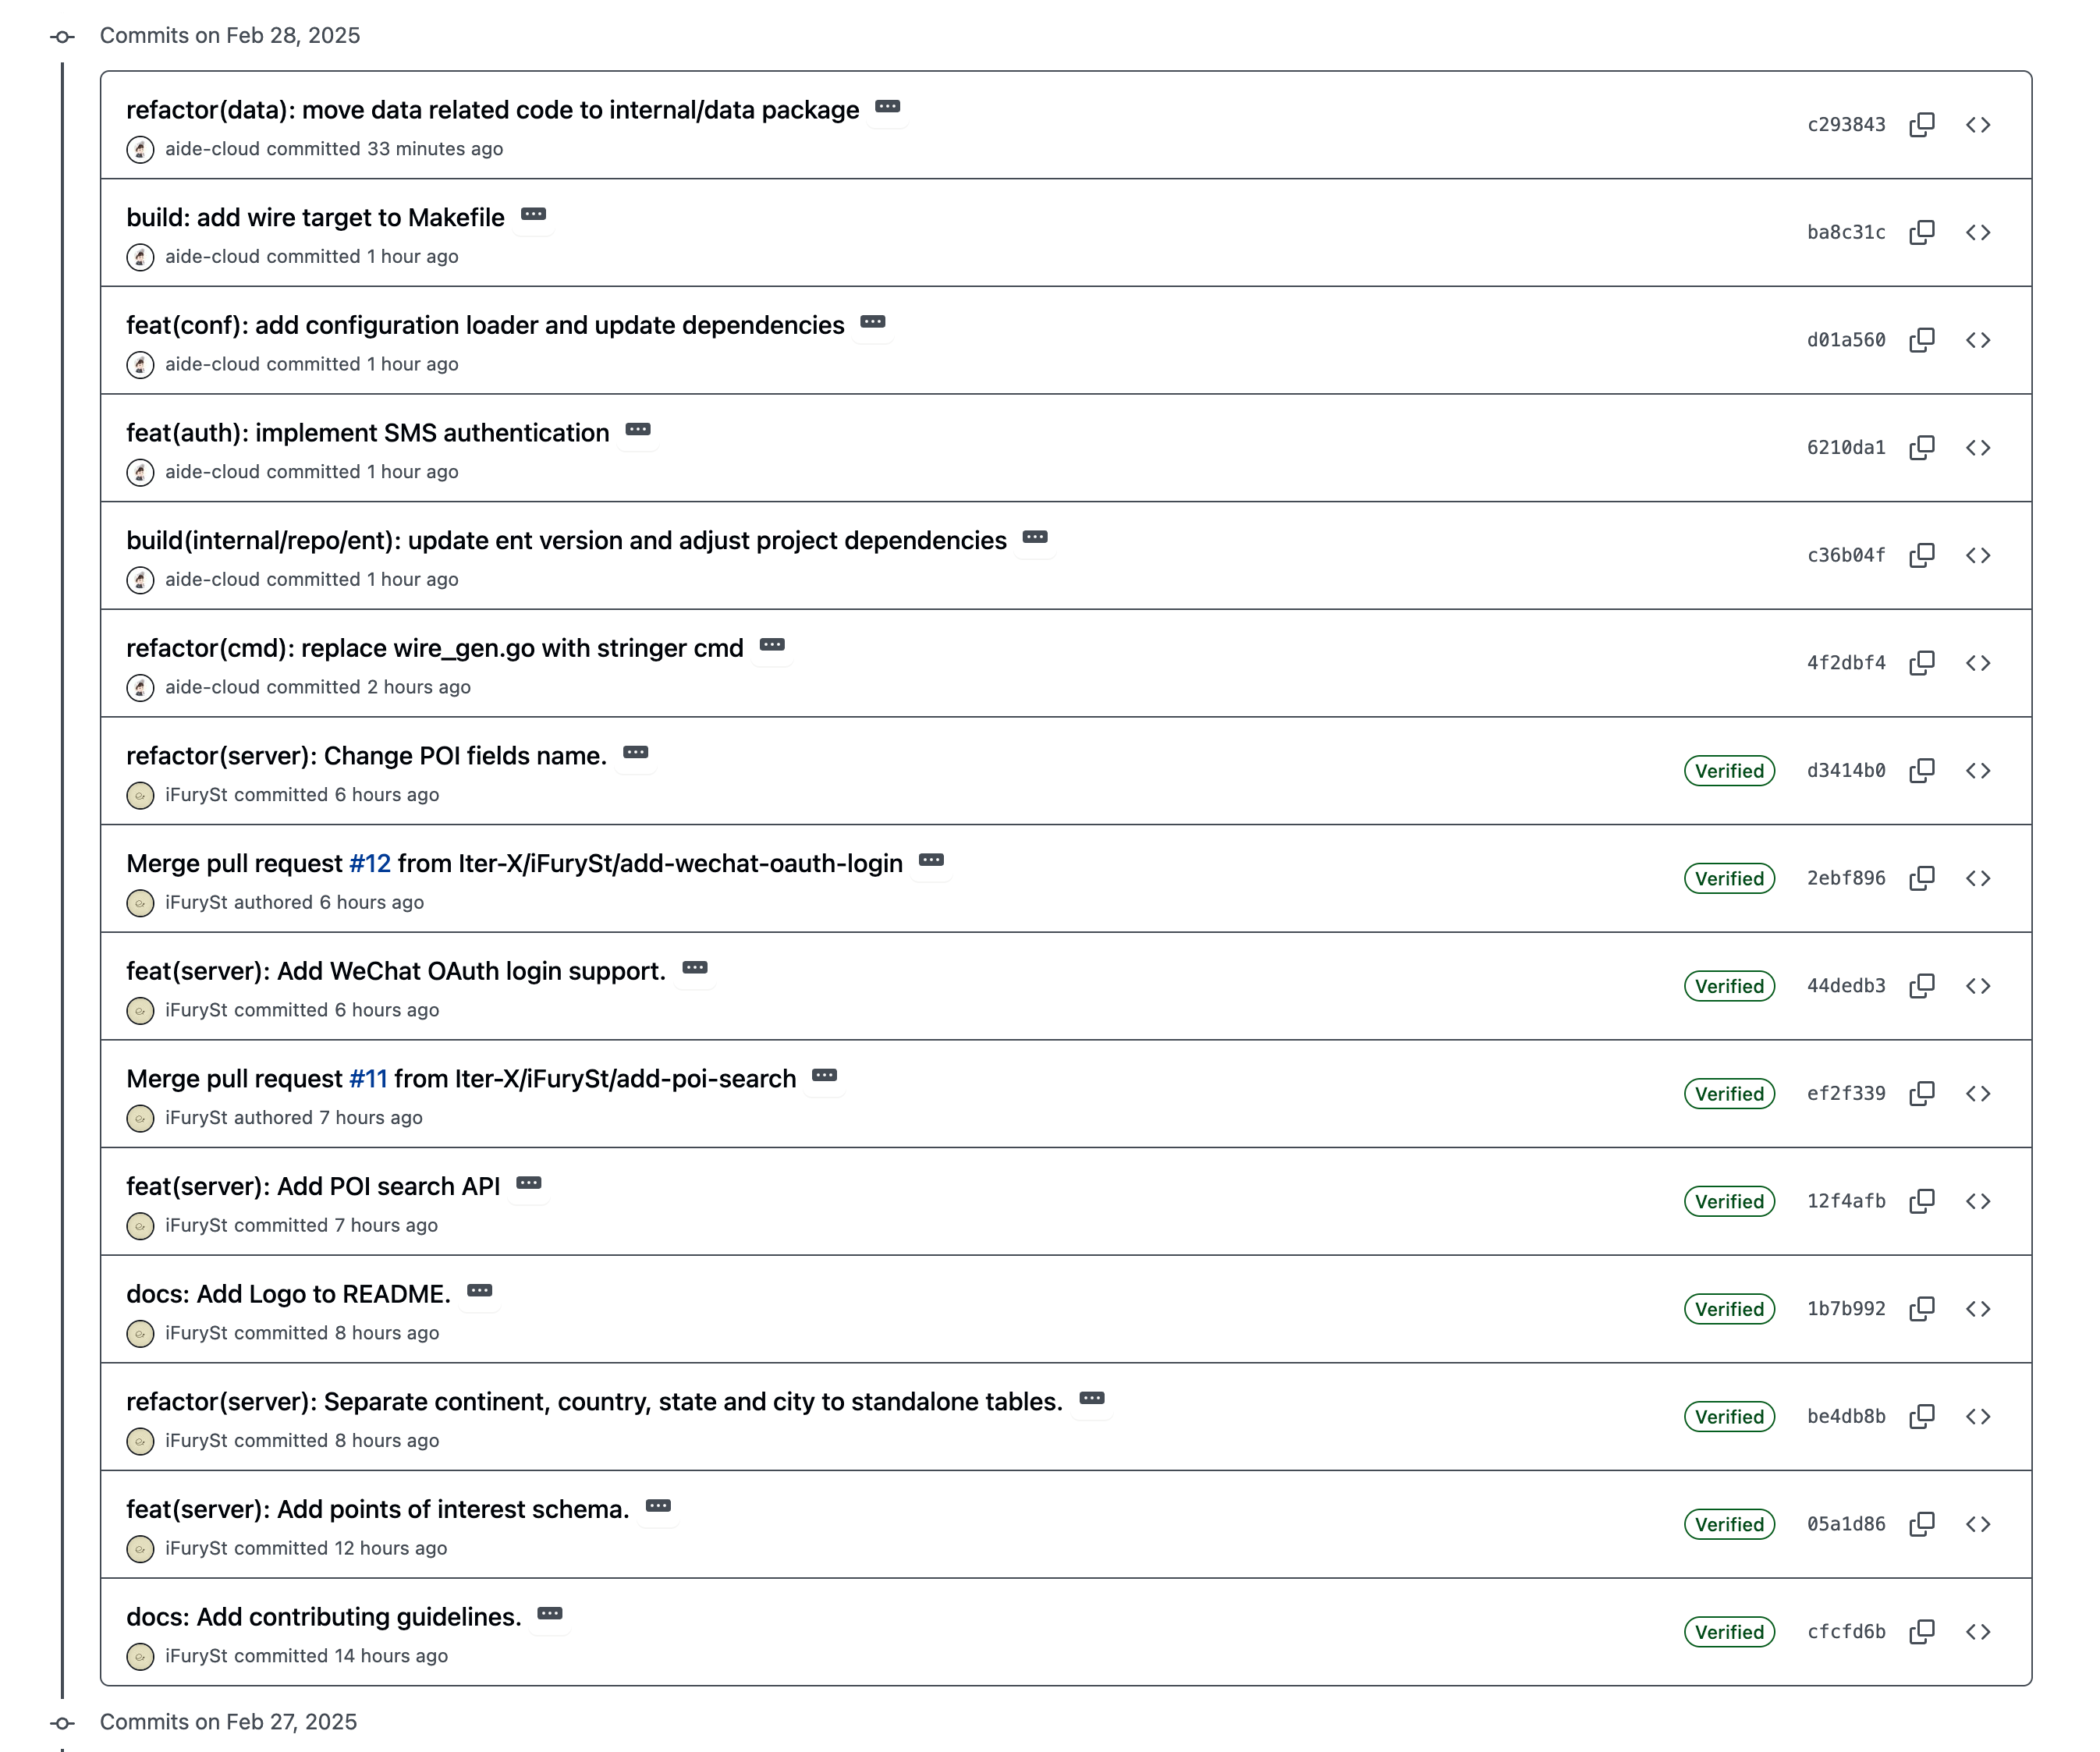 Commits on Feb 28, 2025
refactor(data): move data related code to internal/data package
aide-cloud committed 33 minutes ago
c293843
build: add wire target to Makefile
aide-cloud committed 1 hour ago
ba8c31c
feat(conf): add configuration loader and update dependencies
aide-cloud committed 1 hour ago
d01a560
feat(auth): implement SMS authentication
aide-cloud committed 1 hour ago
6210da1
build(internal/repo/ent): update ent version and adjust project dependencies
aide-cloud committed 1 hour ago
c36b04f
refactor(cmd): replace wire_gen.go with stringer cmd
aide-cloud committed 2 hours ago
4f2dbf4
refactor(server): Change POI fields name.
iFurySt committed 6 hours ago
Verified d3414b0
Merge pull request #12 from Iter-X/iFurySt/add-wechat-oauth-login
iFurySt authored 6 hours ago
Verified 2ebf896
feat(server): Add WeChat OAuth login support.
iFurySt committed 6 hours ago
Verified 44dedb3
Merge pull request #11 from Iter-X/iFurySt/add-poi-search
iFurySt authored 7 hours ago
Verified ef2f339
feat(server): Add POI search API
iFurySt committed 7 hours ago
Verified 12f4afb
docs: Add Logo to README.
iFurySt committed 8 hours ago
Verified 1b7b992
refactor(server): Separate continent, country, state and city to standalone tables.
iFurySt committed 8 hours ago
Verified be4db8b
feat(server): Add points of interest schema.
iFurySt committed 12 hours ago
Verified 05a1d86
docs: Add contributing guidelines.
iFurySt committed 14 hours ago
Verified cfcfd6b
Commits on Feb 27, 2025